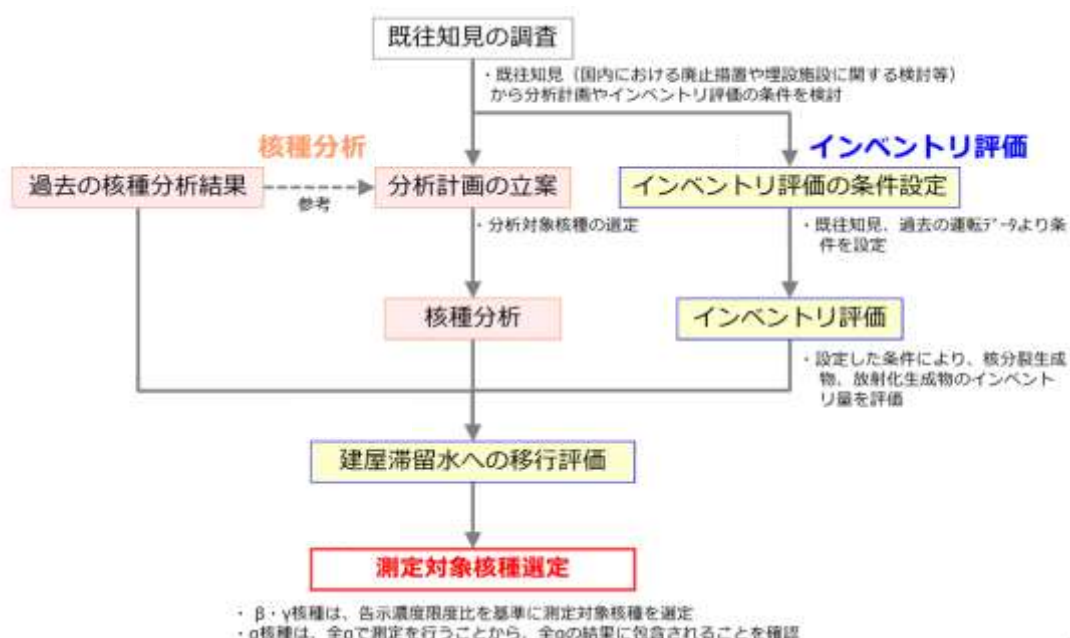 既往知見の調査
・既往知見（国内における廃止措置や埋設施設に関する検討等）
から分析計画やインベントリ評価の条件を検討
核種分析
インベントリ評価
過去の核種分析結果
参考
分析計画の立案
インベントリ評価の条件設定
・分析対象核種の選定
・既往知見、過去の運転ﾃﾞｰﾀより条
件を設定
核種分析
インベントリ評価
・設定した条件により、核分裂生成
物、放射化生成物のインベント
リ量を評価
建屋滞留水への移行評価
測定対象核種選定
・ β・γ核種は、告示濃度限度比を基準に測定対象核種を選定
・α核種は、全αで測定を行うことから、全αの結果に包含されることを確認